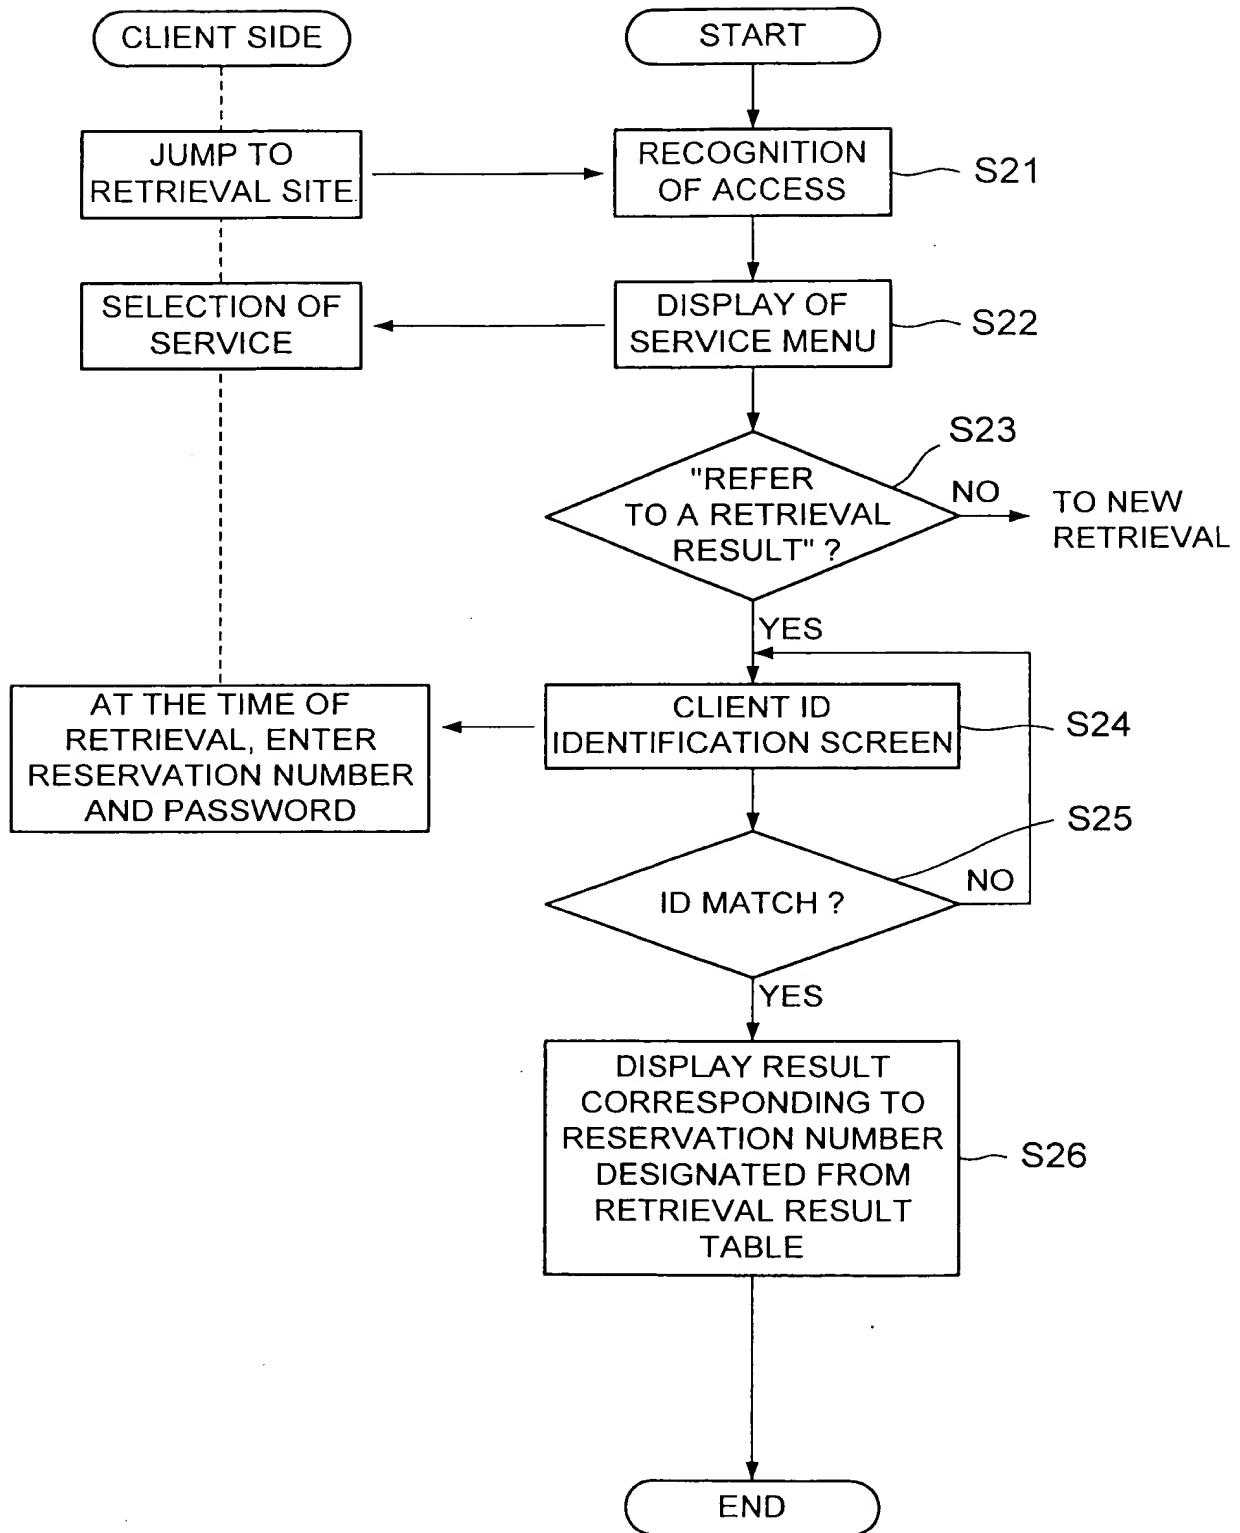 CLIENT SIDE
START
JUMP TO
RETRIEVAL SITE
RECOGNITION
OF ACCESS
S21
SELECTION OF
SERVICE
DISPLAY OF
SERVICE MENU
S22
S23
"REFER
TO A RETRIEVAL
RESULT" ?
NO
TO NEW
RETRIEVAL
YES
AT THE TIME OF
RETRIEVAL, ENTER
RESERVATION NUMBER
AND PASSWORD
CLIENT ID
IDENTIFICATION SCREEN
S24
S25
ID MATCH ?
NO
YES
DISPLAY RESULT
CORRESPONDING TO
RESERVATION NUMBER
DESIGNATED FROM
RETRIEVAL RESULT
TABLE
S26
END